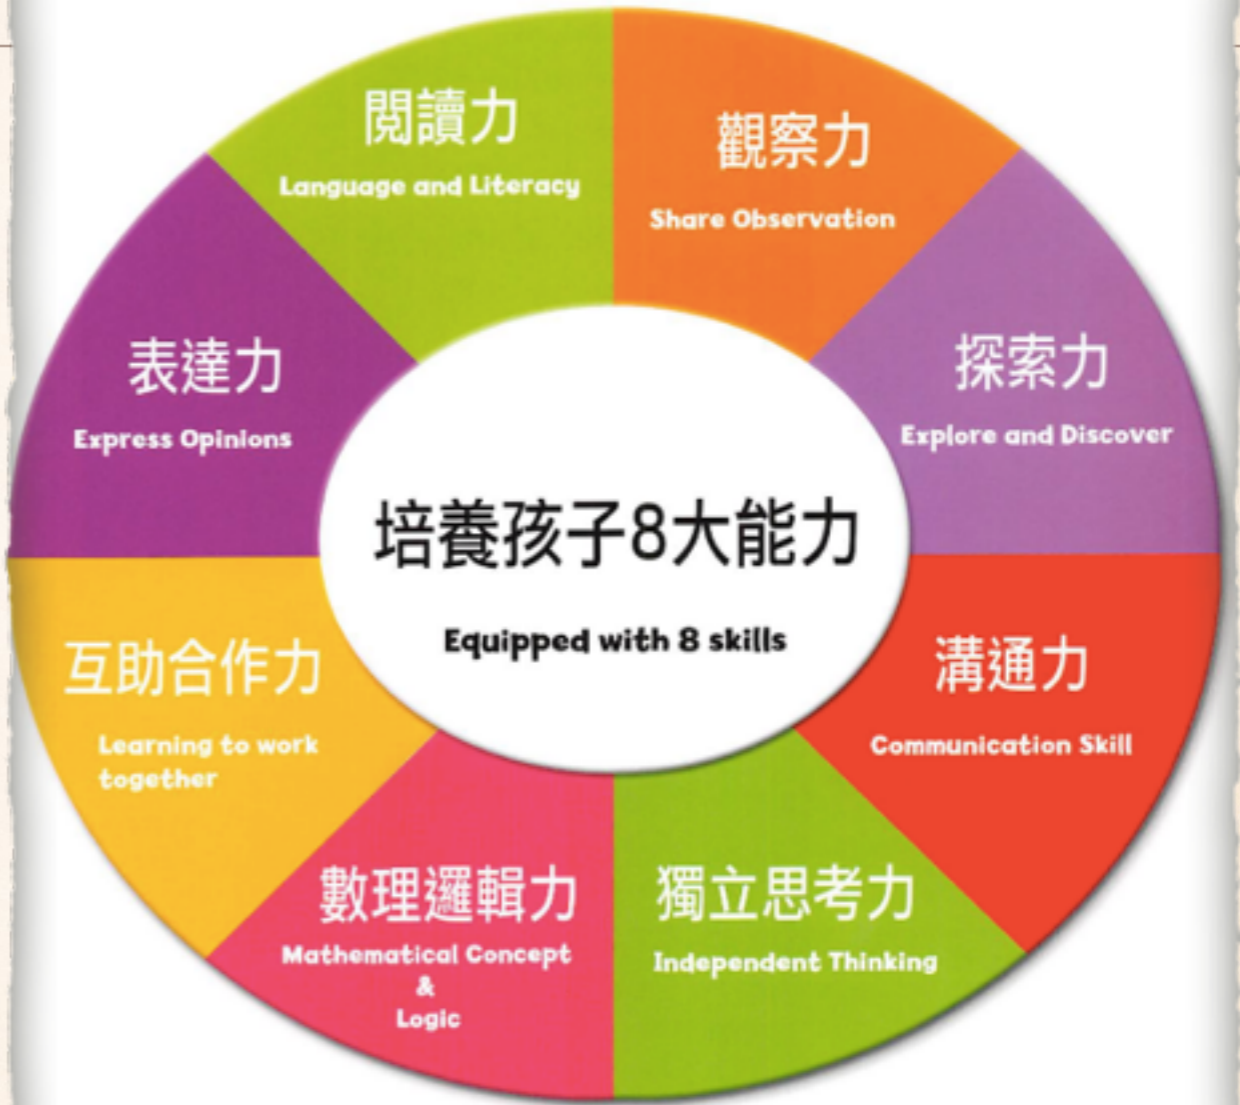 閱讀力
Language and Literacy
觀察力
Share Observation
表達力
Express Opinions
探索力
Explore and Discover
培養孩子8大能力
Equipped with 8 skills
互助合作力
Learning to work
together
溝通力
Communication Skill
數理邏輯力
Mathematical Concept
&
Logic
獨立思考力
Independent Thinking